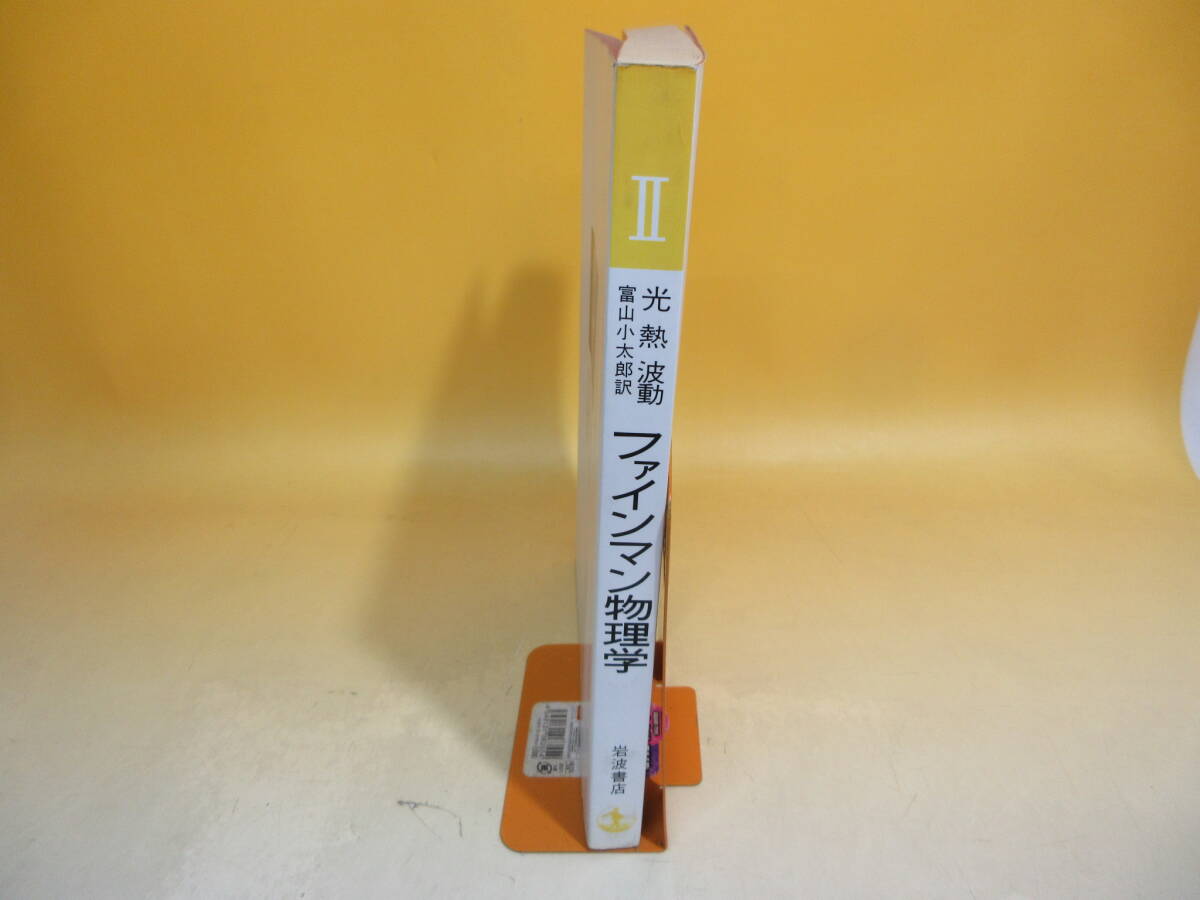 II
光 熱 波動
富山小太郎訳
ファインマン物理学
岩波書店